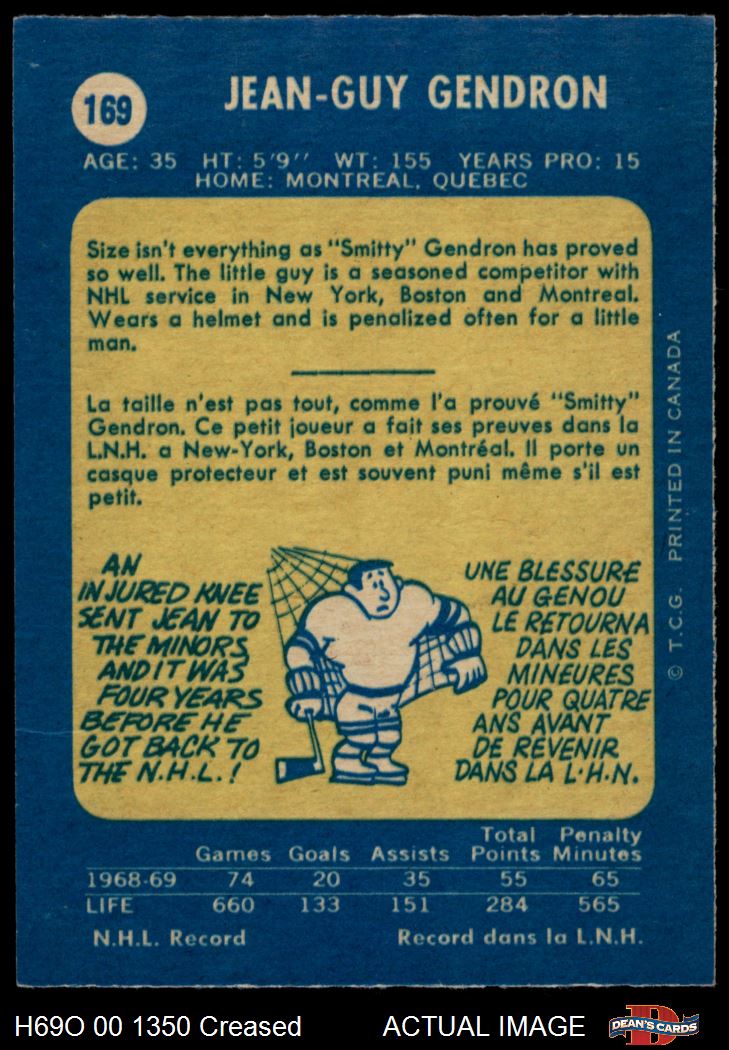 169
JEAN-GUY GENDRON
AGE: 35 HT: 5'9'' WT: 155 YEARS PRO: 15
HOME: MONTREAL, QUEBEC
Size isn't everything as "Smitty" Gendron has proved
so well. The little guy is a seasoned competitor with
NHL service in New York, Boston and Montreal.
Wears a helmet and is penalized often for a little
man.
La taille n'est pas tout, comme l'a prouvé "Smitty"
Gendron. Ce petit joueur a fait ses preuves dans la
L.N.H. a New-York, Boston et Montréal. Il porte un
casque protecteur et est souvent puni même s'il est
petit.
AN
INJURED KNEE
SENT JEAN TO
THE MINORS
AND IT WAS
FOUR YEARS
BEFORE HE
GOT BACK TO
THE N.H.L.!
UNE BLESSURE
AU GENOU
LE RETOURNA
DANS LES
MINEURES
POUR QUATRE
ANS AVANT
DE REVENIR
DANS LA L.H.N.
© T.C.G. PRINTED IN CANADA
Total Penalty
Games Goals Assists Points Minutes
1968-69 74 20 35 55 65
LIFE 660 133 151 284 565
N.H.L. Record Record dans la L.N.H.
H69O 00 1350 Creased ACTUAL IMAGE
DEAN'S CARDS